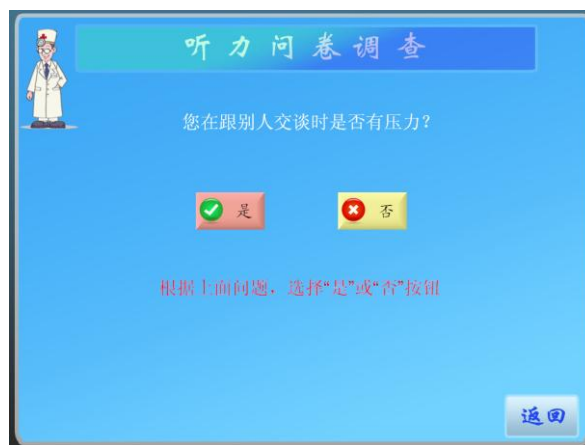 听力问卷调查
您在跟别人交谈时是否有压力？
是
否
根据上面问题，选择“是”或“否”按钮
返回